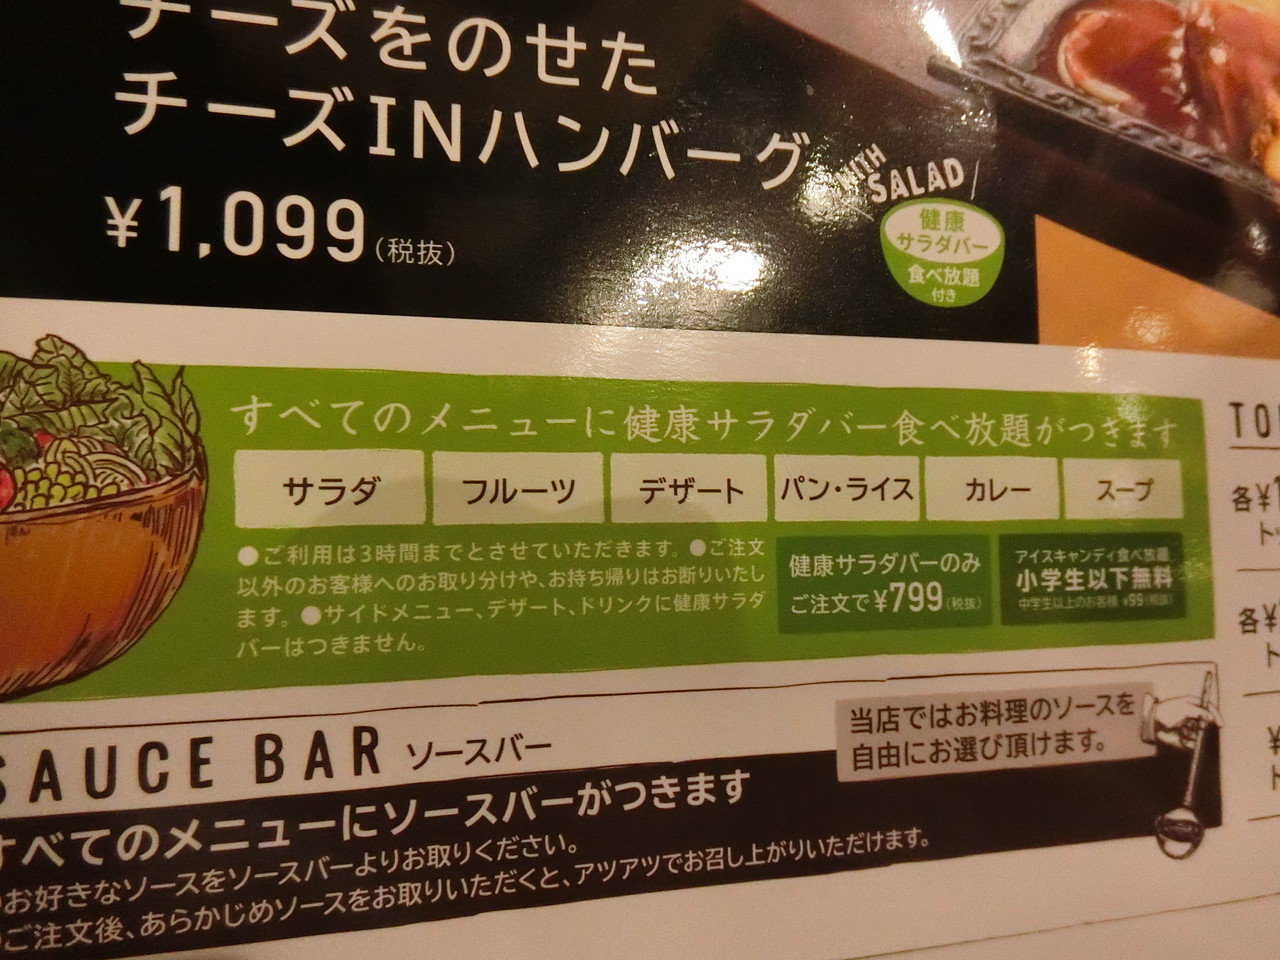 チーズをのせた
チーズINハンバーグ
¥1,099(税抜)
WITH
SALAD
健康
サラダバー
食べ放題
付き
すべてのメニューに健康サラダバー食べ放題がつきます
サラダ
フルーツ
デザート
パン・ライス
カレー
スープ
●ご利用は3時間までとさせていただきます。●ご注文
以外のお客様へのお取り分けや、お持ち帰りはお断りいたし
ます。●サイドメニュー、デザート、ドリンクに健康サラダ
バーはつきません。
健康サラダバーのみ
ご注文で¥799(税抜)
アイスキャンディ食べ放題
小学生以下無料
中学生以上のお客様 ¥99(税抜)
SAUCE BAR ソースバー
当店ではお料理のソースを
自由にお選び頂けます。
すべてのメニューにソースバーがつきます
お好きなソースをソースバーよりお取りください。
ご注文後、あらかじめソースをお取りいただくと、アツアツでお召し上がりいただけます。
各¥
ト
各¥
ト
¥
ト